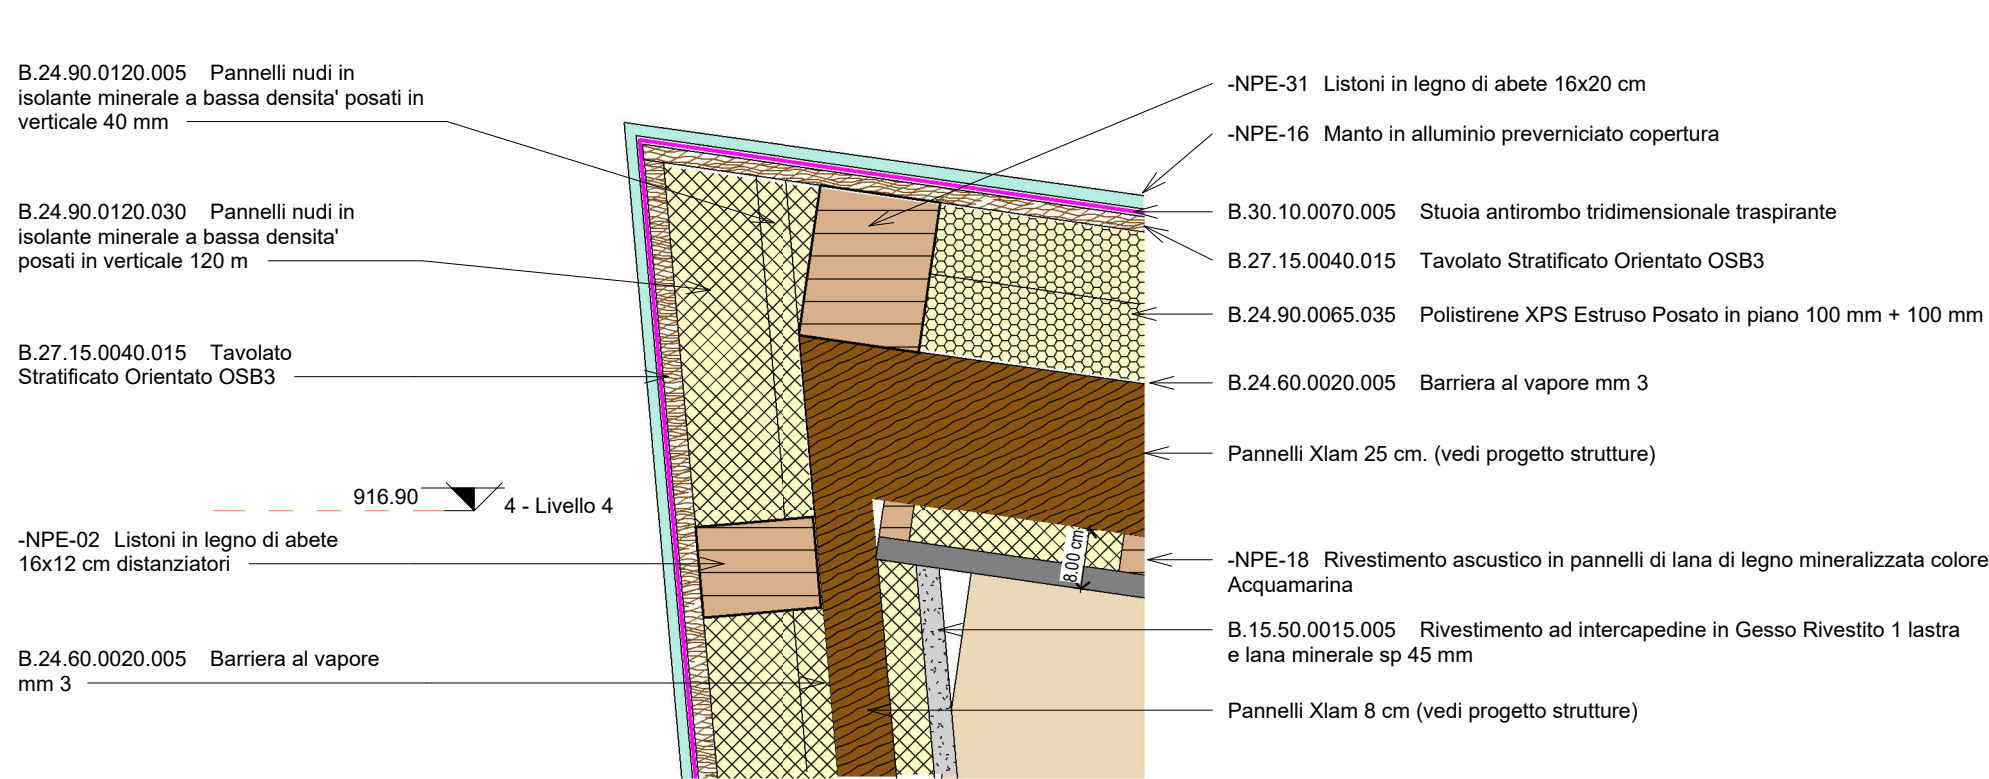 B.24.90.0120.005 Pannelli nudi in
isolante minerale a bassa densita' posati in
verticale 40 mm
B.24.90.0120.030 Pannelli nudi in
isolante minerale a bassa densita'
posati in verticale 120 m
B.27.15.0040.015 Tavolato
Stratificato Orientato OSB3
916.90
4 - Livello 4
-NPE-02 Listoni in legno di abete
16x12 cm distanziatori
B.24.60.0020.005 Barriera al vapore
mm 3
8.00 cm
-NPE-31 Listoni in legno di abete 16x20 cm
-NPE-16 Manto in alluminio preverniciato copertura
B.30.10.0070.005 Stuoia antirombo tridimensionale traspirante
B.27.15.0040.015 Tavolato Stratificato Orientato OSB3
B.24.90.0065.035 Polistirene XPS Estruso Posato in piano 100 mm + 100 mm
B.24.60.0020.005 Barriera al vapore mm 3
Pannelli Xlam 25 cm. (vedi progetto strutture)
-NPE-18 Rivestimento ascustico in pannelli di lana di legno mineralizzata colore
Acquamarina
B.15.50.0015.005 Rivestimento ad intercapedine in Gesso Rivestito 1 lastra
e lana minerale sp 45 mm
Pannelli Xlam 8 cm (vedi progetto strutture)